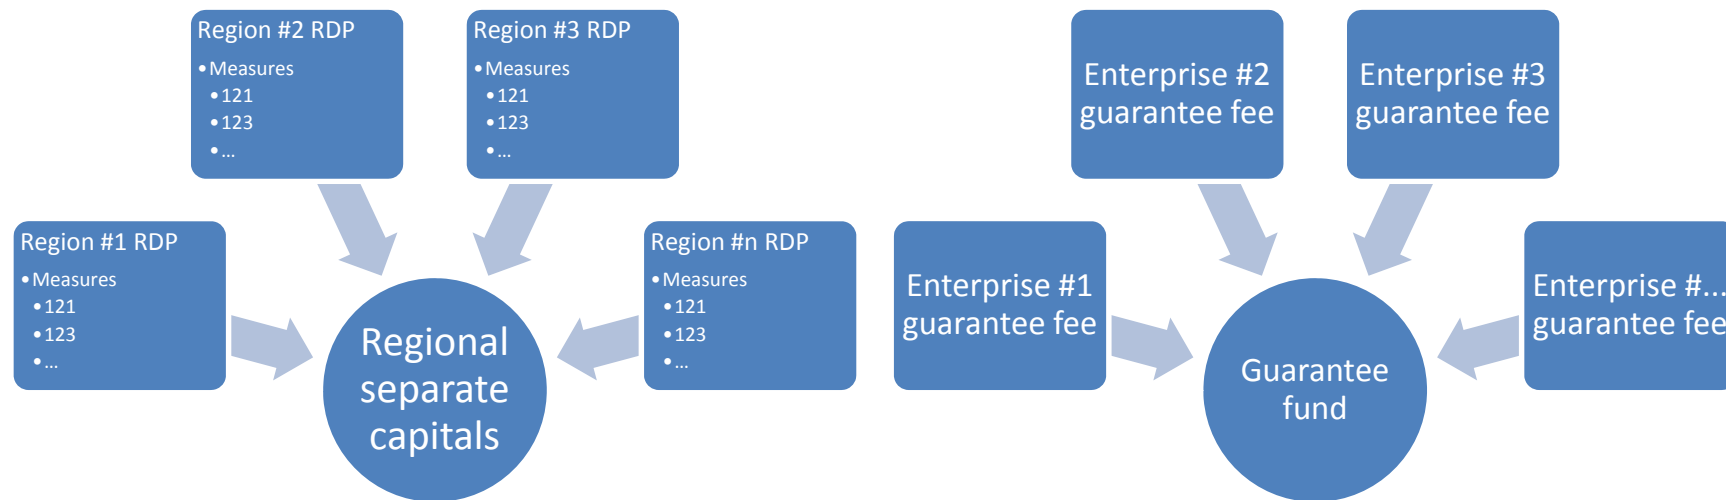 Region #2 RDP
•Measures
•121
•123
•...
Region #3 RDP
•Measures
•121
•123
•...
Region #1 RDP
•Measures
•121
•123
•...
Region #n RDP
•Measures
•121
•123
•...
Regional
separate
capitals
Enterprise #2
guarantee fee
Enterprise #3
guarantee fee
Enterprise #1
guarantee fee
Enterprise #...
guarantee fee
Guarantee
fund